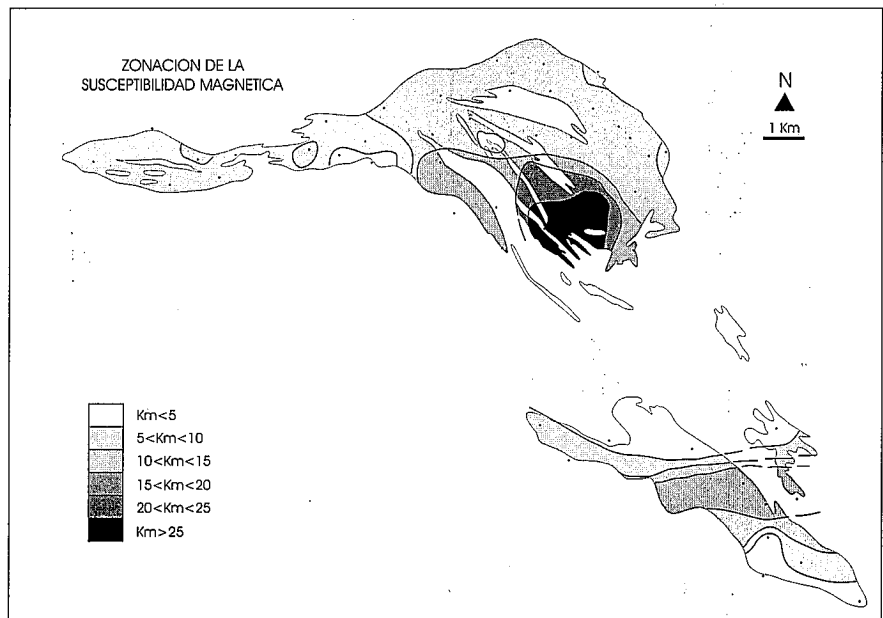 ZONACION DE LA
SUSCEPTIBILIDAD MAGNETICA
N
1 Km
Km<5
5<Km<10
10<Km<15
15<Km<20
20<Km<25
Km>25